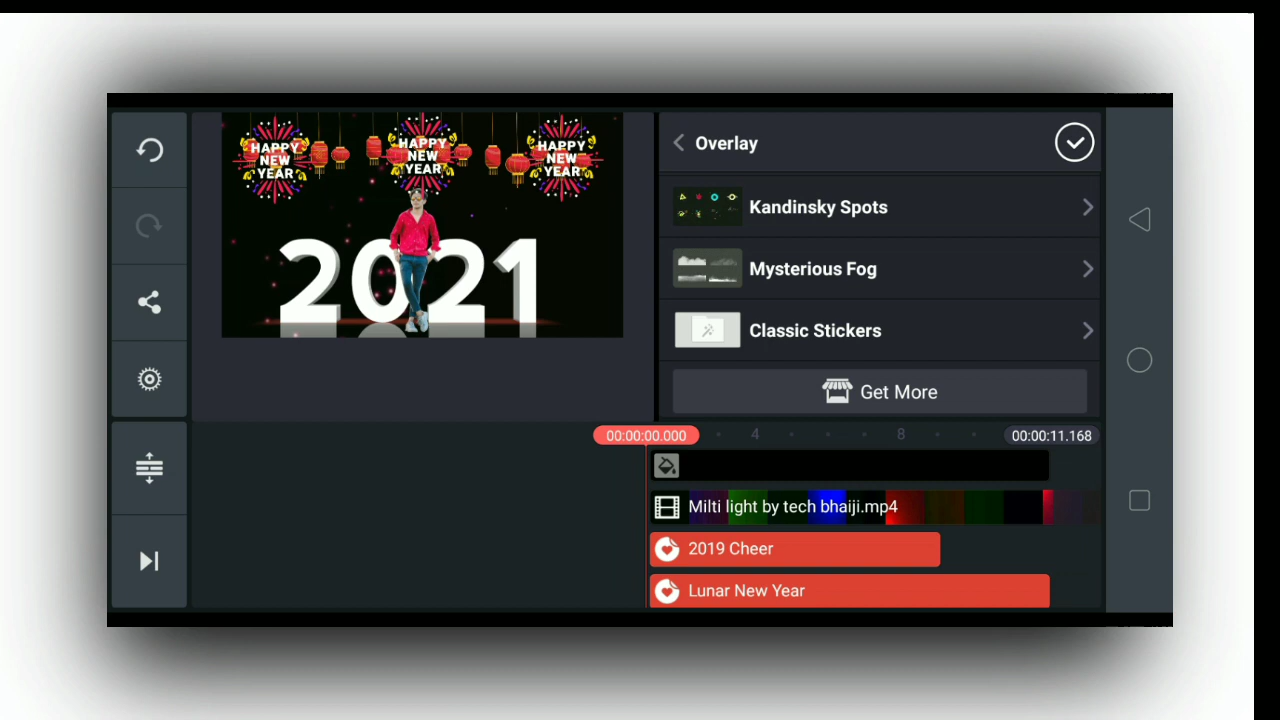 HAPPY
NEW
YEAR
HAPPY
NEW
YEAR
HAPPY
NEW
YEAR
2021
Overlay
Kandinsky Spots
Mysterious Fog
Classic Stickers
Get More
00:00:00.000
4
8
00:00:11.168
Milti light by tech bhaiji.mp4
2019 Cheer
Lunar New Year